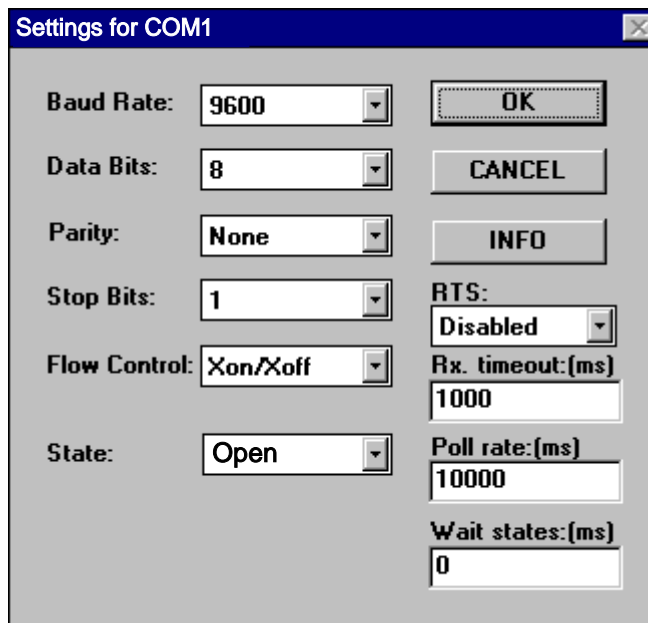 Settings for COM1
Baud Rate: 9600
OK
Data Bits: 8
CANCEL
Parity: None
INFO
Stop Bits: 1
RTS:
Disabled
Flow Control: Xon/Xoff
Rx. timeout:(ms)
1000
State: Open
Poll rate:(ms)
10000
Wait states:(ms)
0